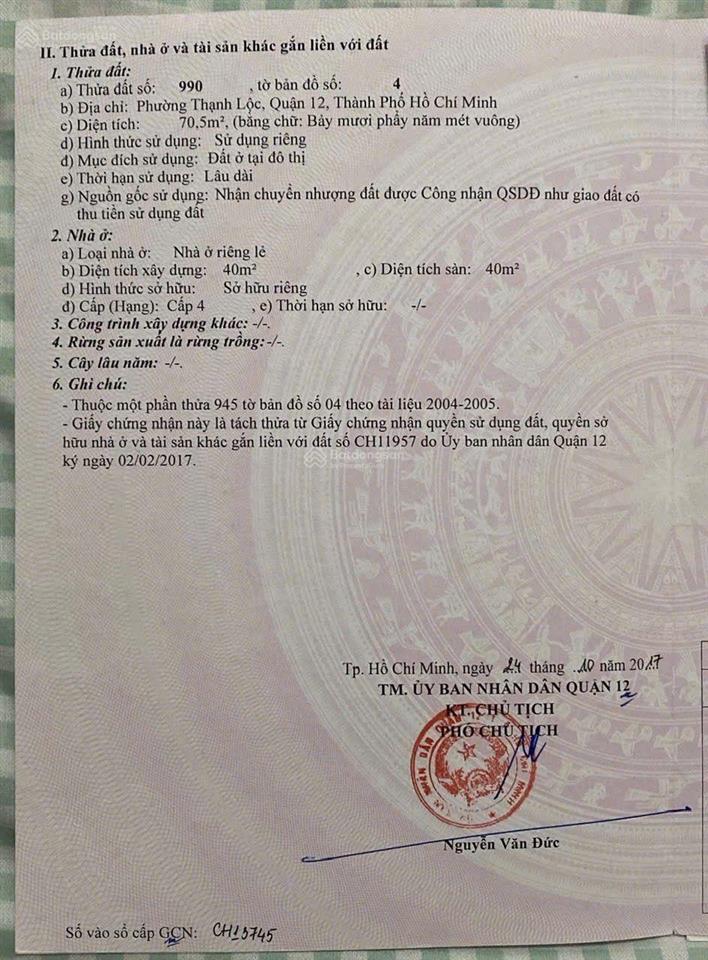 Batdongsan
II. Thửa đất, nhà ở và tài sản khác gắn liền với đất
1. Thửa đất:
a) Thửa đất số: 990 , tờ bản đồ số: 4
b) Địa chỉ: Phường Thạnh Lộc, Quận 12, Thành Phố Hồ Chí Minh
c) Diện tích: 70,5m², (bằng chữ: Bảy mươi phẩy năm mét vuông)
d) Hình thức sử dụng: Sử dụng riêng
đ) Mục đích sử dụng: Đất ở tại đô thị
e) Thời hạn sử dụng: Lâu dài
g) Nguồn gốc sử dụng: Nhận chuyển nhượng đất được Công nhận QSDĐ như giao đất có
thu tiền sử dụng đất
2. Nhà ở:
a) Loại nhà ở: Nhà ở riêng lẻ
b) Diện tích xây dựng: 40m² , c) Diện tích sàn: 40m²
d) Hình thức sở hữu: Sở hữu riêng
đ) Cấp (Hạng): Cấp 4 , e) Thời hạn sở hữu: -/-
3. Công trình xây dựng khác: -/-.
4. Rừng sản xuất là rừng trồng:-/-.
5. Cây lâu năm: -/-.
6. Ghi chú:
- Thuộc một phần thửa 945 tờ bản đồ số 04 theo tài liệu 2004-2005.
- Giấy chứng nhận này là tách thửa từ Giấy chứng nhận quyền sử dụng đất, quyền sở
hữu nhà ở và tài sản khác gắn liền với đất số CH11957 do Ủy ban nhân dân Quận 12
ký ngày 02/02/2017.
Batdongsan
Tp. Hồ Chí Minh, ngày 24 tháng .10 năm 2017
TM. ỦY BAN NHÂN DÂN QUẬN 12
KT. CHỦ TỊCH
PHÓ CHỦ TỊCH
Nguyễn Văn Đức
Số vào sổ cấp GCN: CH13745